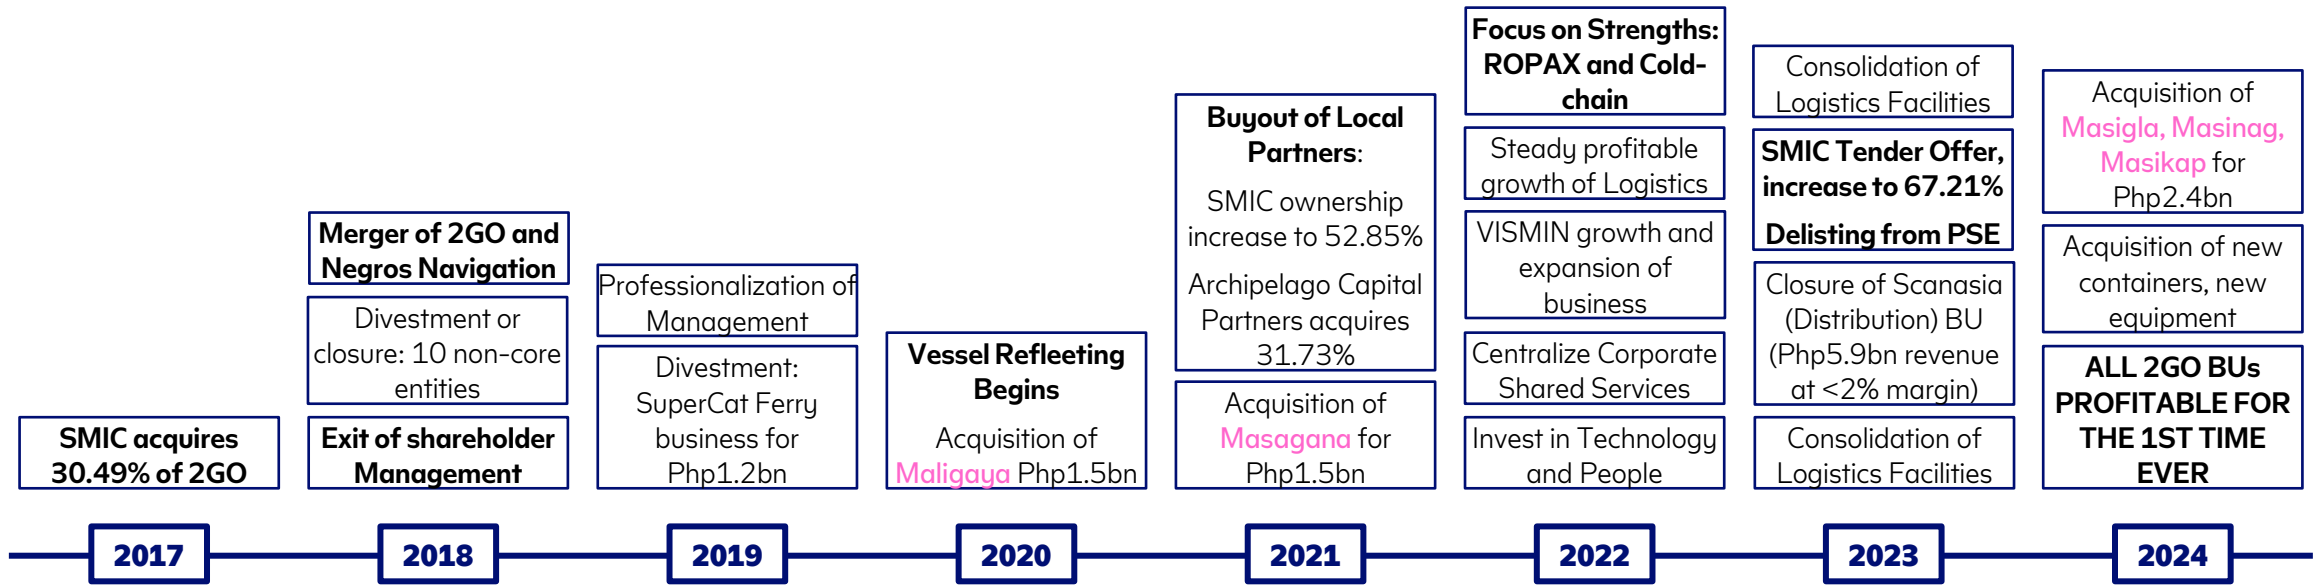 SMIC acquires
30.49% of 2GO
2017
Merger of 2GO and
Negros Navigation
Divestment or
closure: 10 non-core
entities
Exit of shareholder
Management
2018
Professionalization of
Management
Divestment:
SuperCat Ferry
business for
Php1.2bn
2019
Vessel Refleeting
Begins
Acquisition of
Maligaya Php1.5bn
2020
Buyout of Local
Partners:
SMIC ownership
increase to 52.85%
Archipelago Capital
Partners acquires
31.73%
Acquisition of
Masagana for
Php1.5bn
2021
Focus on Strengths:
ROPAX and Cold-
chain
Steady profitable
growth of Logistics
VISMIN growth and
expansion of
business
Centralize Corporate
Shared Services
Invest in Technology
and People
2022
Consolidation of
Logistics Facilities
SMIC Tender Offer,
increase to 67.21%
Delisting from PSE
Closure of Scanasia
(Distribution) BU
(Php5.9bn revenue
at <2% margin)
Consolidation of
Logistics Facilities
2023
Acquisition of
Masigla, Masinag,
Masikap for
Php2.4bn
Acquisition of new
containers, new
equipment
ALL 2GO BUs
PROFITABLE FOR
THE 1ST TIME
EVER
2024